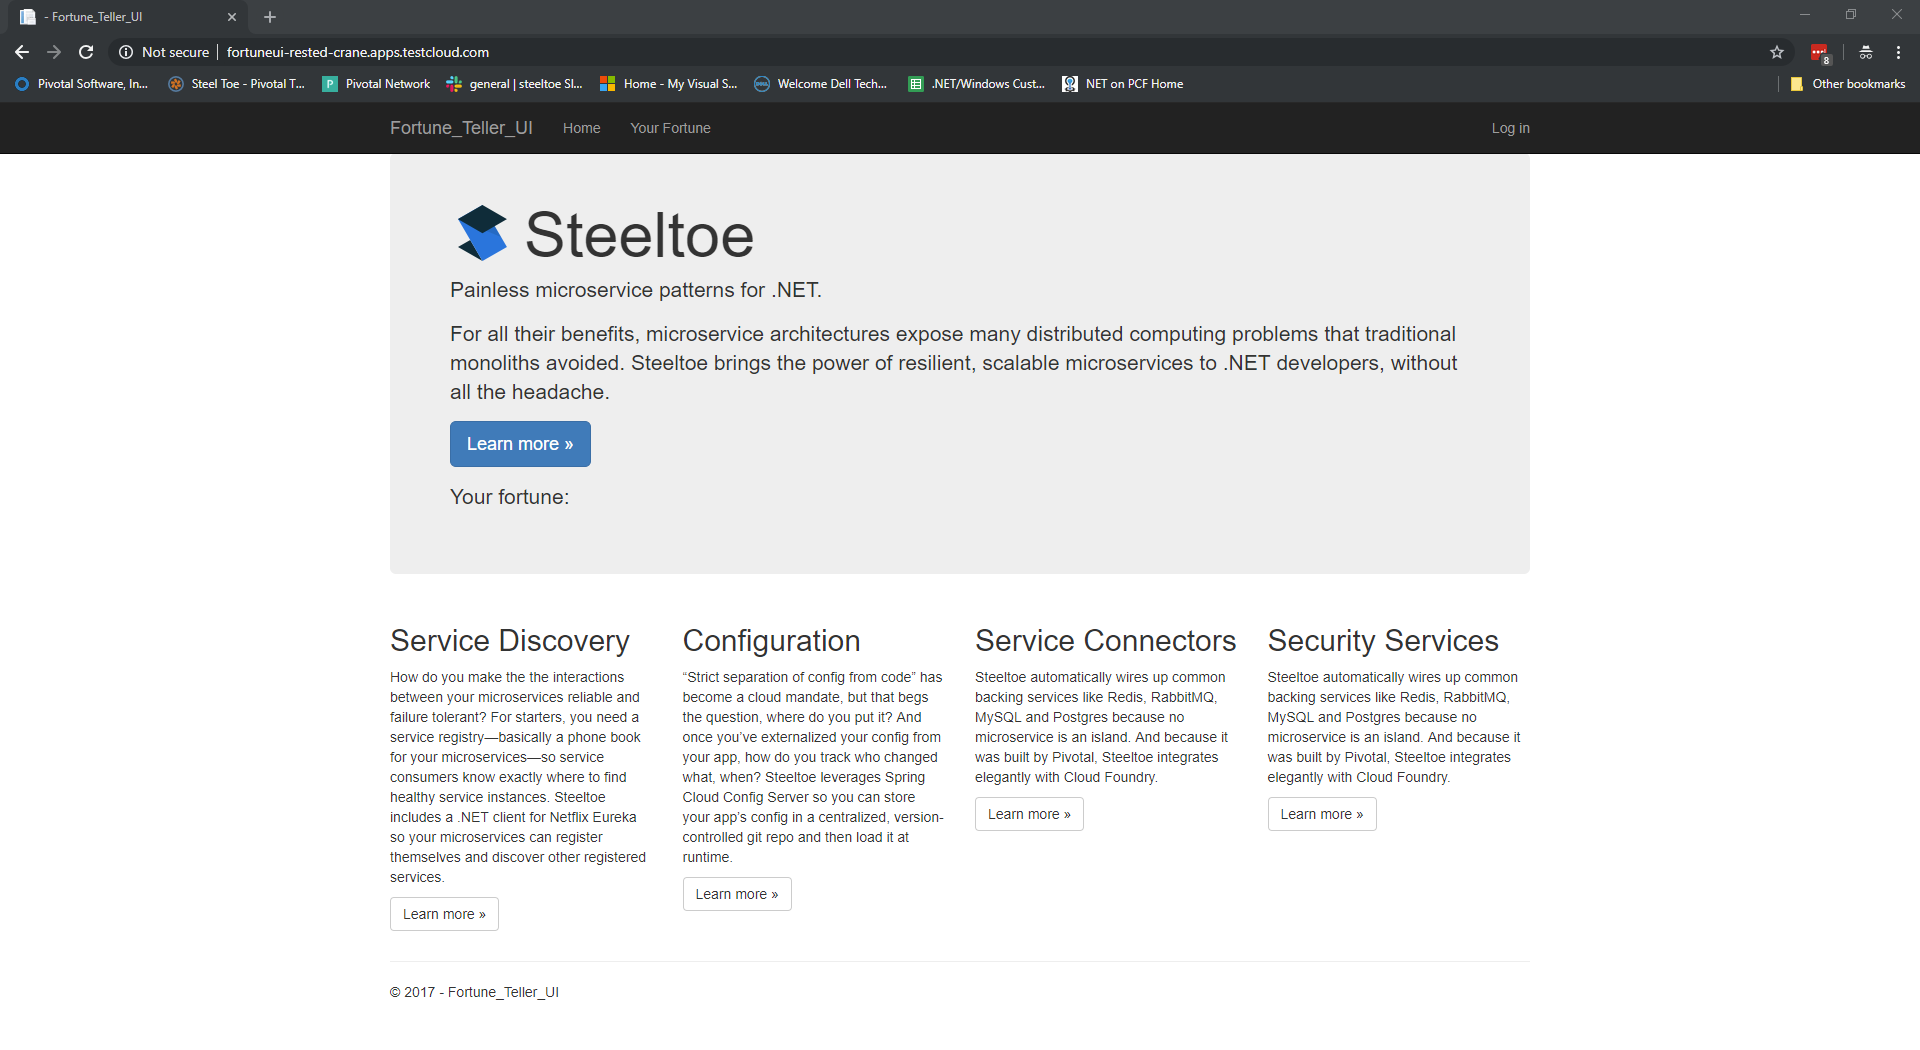 - Fortune_Teller_UI
Not secure
fortuneui-rested-crane.apps.testcloud.com
8
Pivotal Software, In...
Steel Toe - Pivotal T...
P
Pivotal Network
general | steeltoe Sl...
Home - My Visual S...
Welcome Dell Tech...
.NET/Windows Cust...
NET on PCF Home
Other bookmarks
Fortune_Teller_UI
Home
Your Fortune
Log in
Steeltoe
Painless microservice patterns for .NET.
For all their benefits, microservice architectures expose many distributed computing problems that traditional
monoliths avoided. Steeltoe brings the power of resilient, scalable microservices to .NET developers, without
all the headache.
Learn more »
Your fortune:
Service Discovery
How do you make the the interactions
between your microservices reliable and
failure tolerant? For starters, you need a
service registry—basically a phone book
for your microservices—so service
consumers know exactly where to find
healthy service instances. Steeltoe
includes a .NET client for Netflix Eureka
so your microservices can register
themselves and discover other registered
services.
Learn more »
Configuration
“Strict separation of config from code” has
become a cloud mandate, but that begs
the question, where do you put it? And
once you’ve externalized your config from
your app, how do you track who changed
what, when? Steeltoe leverages Spring
Cloud Config Server so you can store
your app’s config in a centralized, version-
controlled git repo and then load it at
runtime.
Learn more »
Service Connectors
Steeltoe automatically wires up common
backing services like Redis, RabbitMQ,
MySQL and Postgres because no
microservice is an island. And because it
was built by Pivotal, Steeltoe integrates
elegantly with Cloud Foundry.
Learn more »
Security Services
Steeltoe automatically wires up common
backing services like Redis, RabbitMQ,
MySQL and Postgres because no
microservice is an island. And because it
was built by Pivotal, Steeltoe integrates
elegantly with Cloud Foundry.
Learn more »
© 2017 - Fortune_Teller_UI